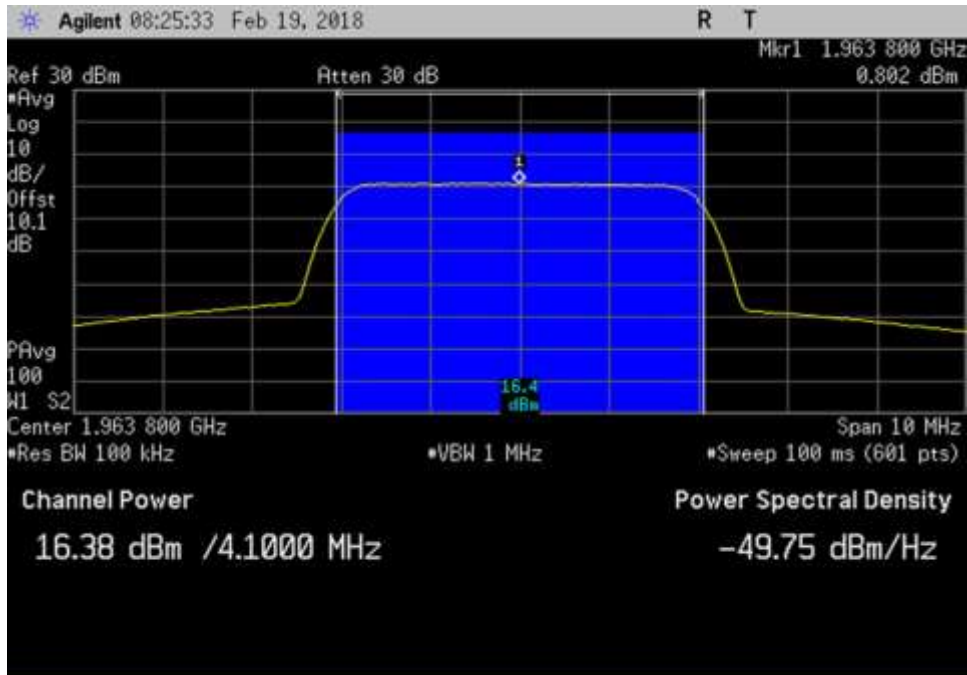 Agilent 08:25:33 Feb 19, 2018 R T
Mkr1 1.963 800 GHz
Ref 30 dBm Atten 30 dB 0.802 dBm
#Avg
Log
10
dB/
Offst
10.1
dB
1
PAvg
100
W1 S2
16.4
dBm
Center 1.963 800 GHz Span 10 MHz
#Res BW 100 kHz #VBW 1 MHz #Sweep 100 ms (601 pts)
Channel Power Power Spectral Density
16.38 dBm /4.1000 MHz -49.75 dBm/Hz